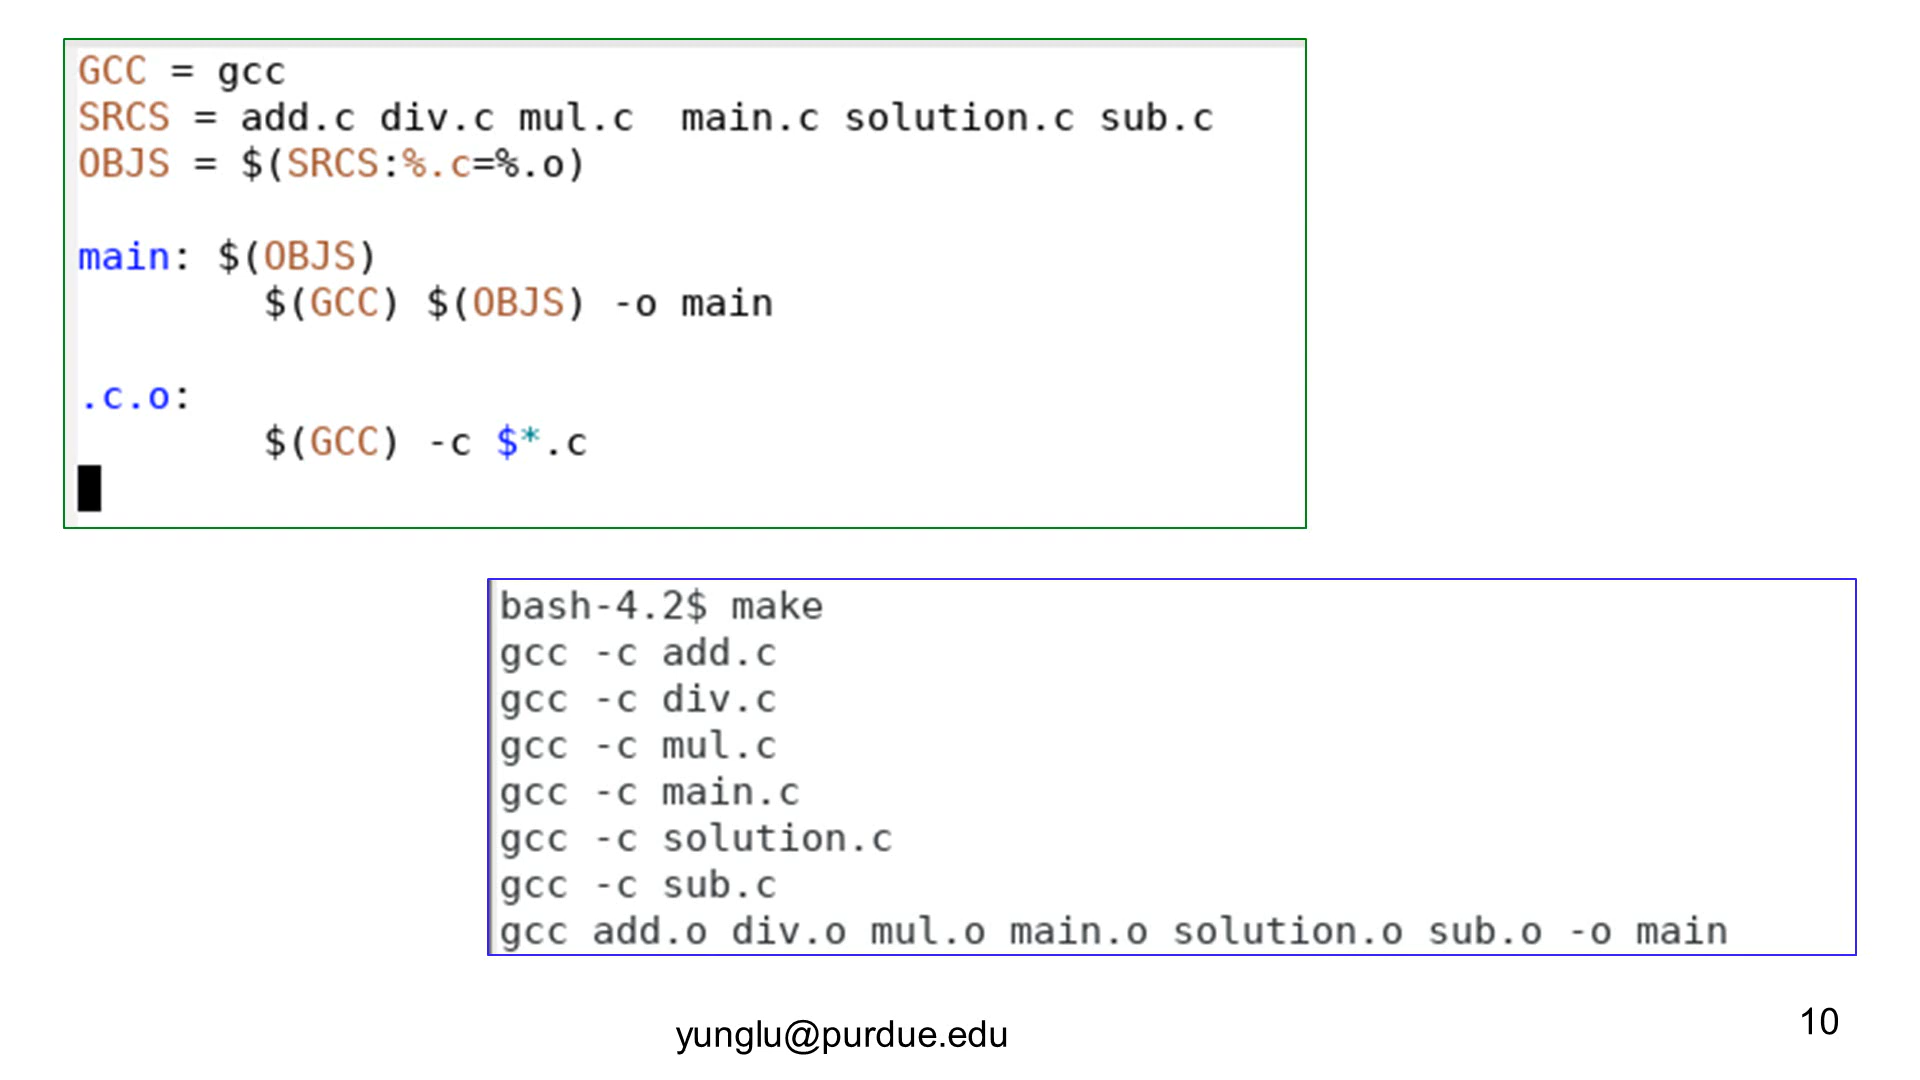 GCC = gcc
SRCS = add.c div.c mul.c  main.c solution.c sub.c
OBJS = $(SRCS:%.c=%.o)
main: $(OBJS)
        $(GCC) $(OBJS) -o main
.c.o:
        $(GCC) -c $*.c
bash-4.2$ make
gcc -c add.c
gcc -c div.c
gcc -c mul.c
gcc -c main.c
gcc -c solution.c
gcc -c sub.c
gcc add.o div.o mul.o main.o solution.o sub.o -o main
yunglu@purdue.edu
10